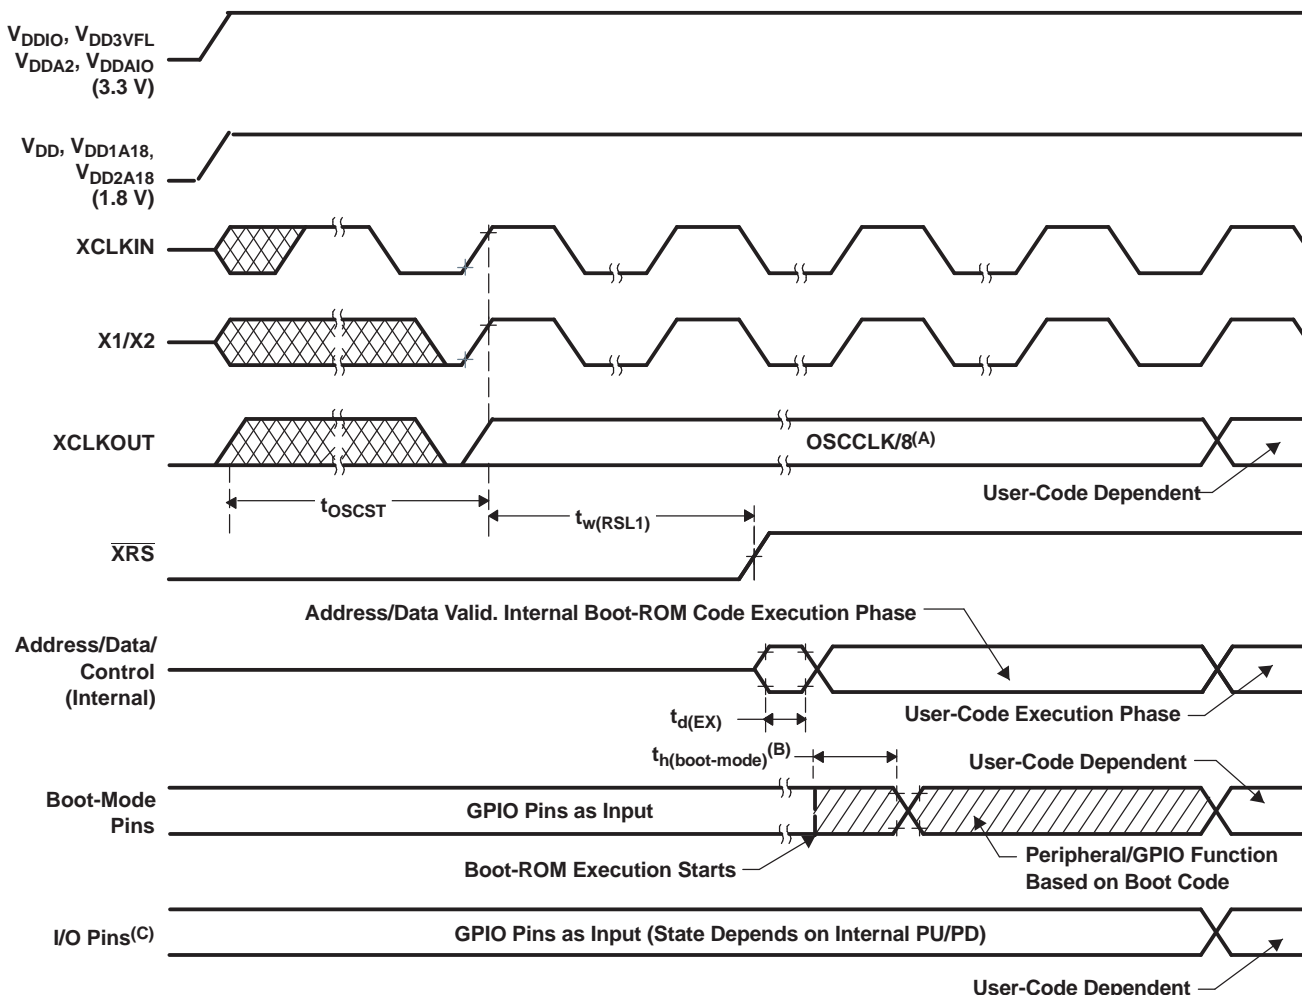 VDDIO, VDD3VFL
VDDA2, VDDAIO
(3.3 V)
VDD, VDD1A18,
VDD2A18
(1.8 V)
XCLKIN
X1/X2
XCLKOUT
OSCCLK/8(A)
User-Code Dependent
tOSCST
tw(RSL1)
XRS
Address/Data Valid. Internal Boot-ROM Code Execution Phase
Address/Data/
Control
(Internal)
td(EX)
User-Code Execution Phase
th(boot-mode)(B)
User-Code Dependent
Boot-Mode
Pins
GPIO Pins as Input
Boot-ROM Execution Starts
Peripheral/GPIO Function
Based on Boot Code
I/O Pins(C)
GPIO Pins as Input (State Depends on Internal PU/PD)
User-Code Dependent